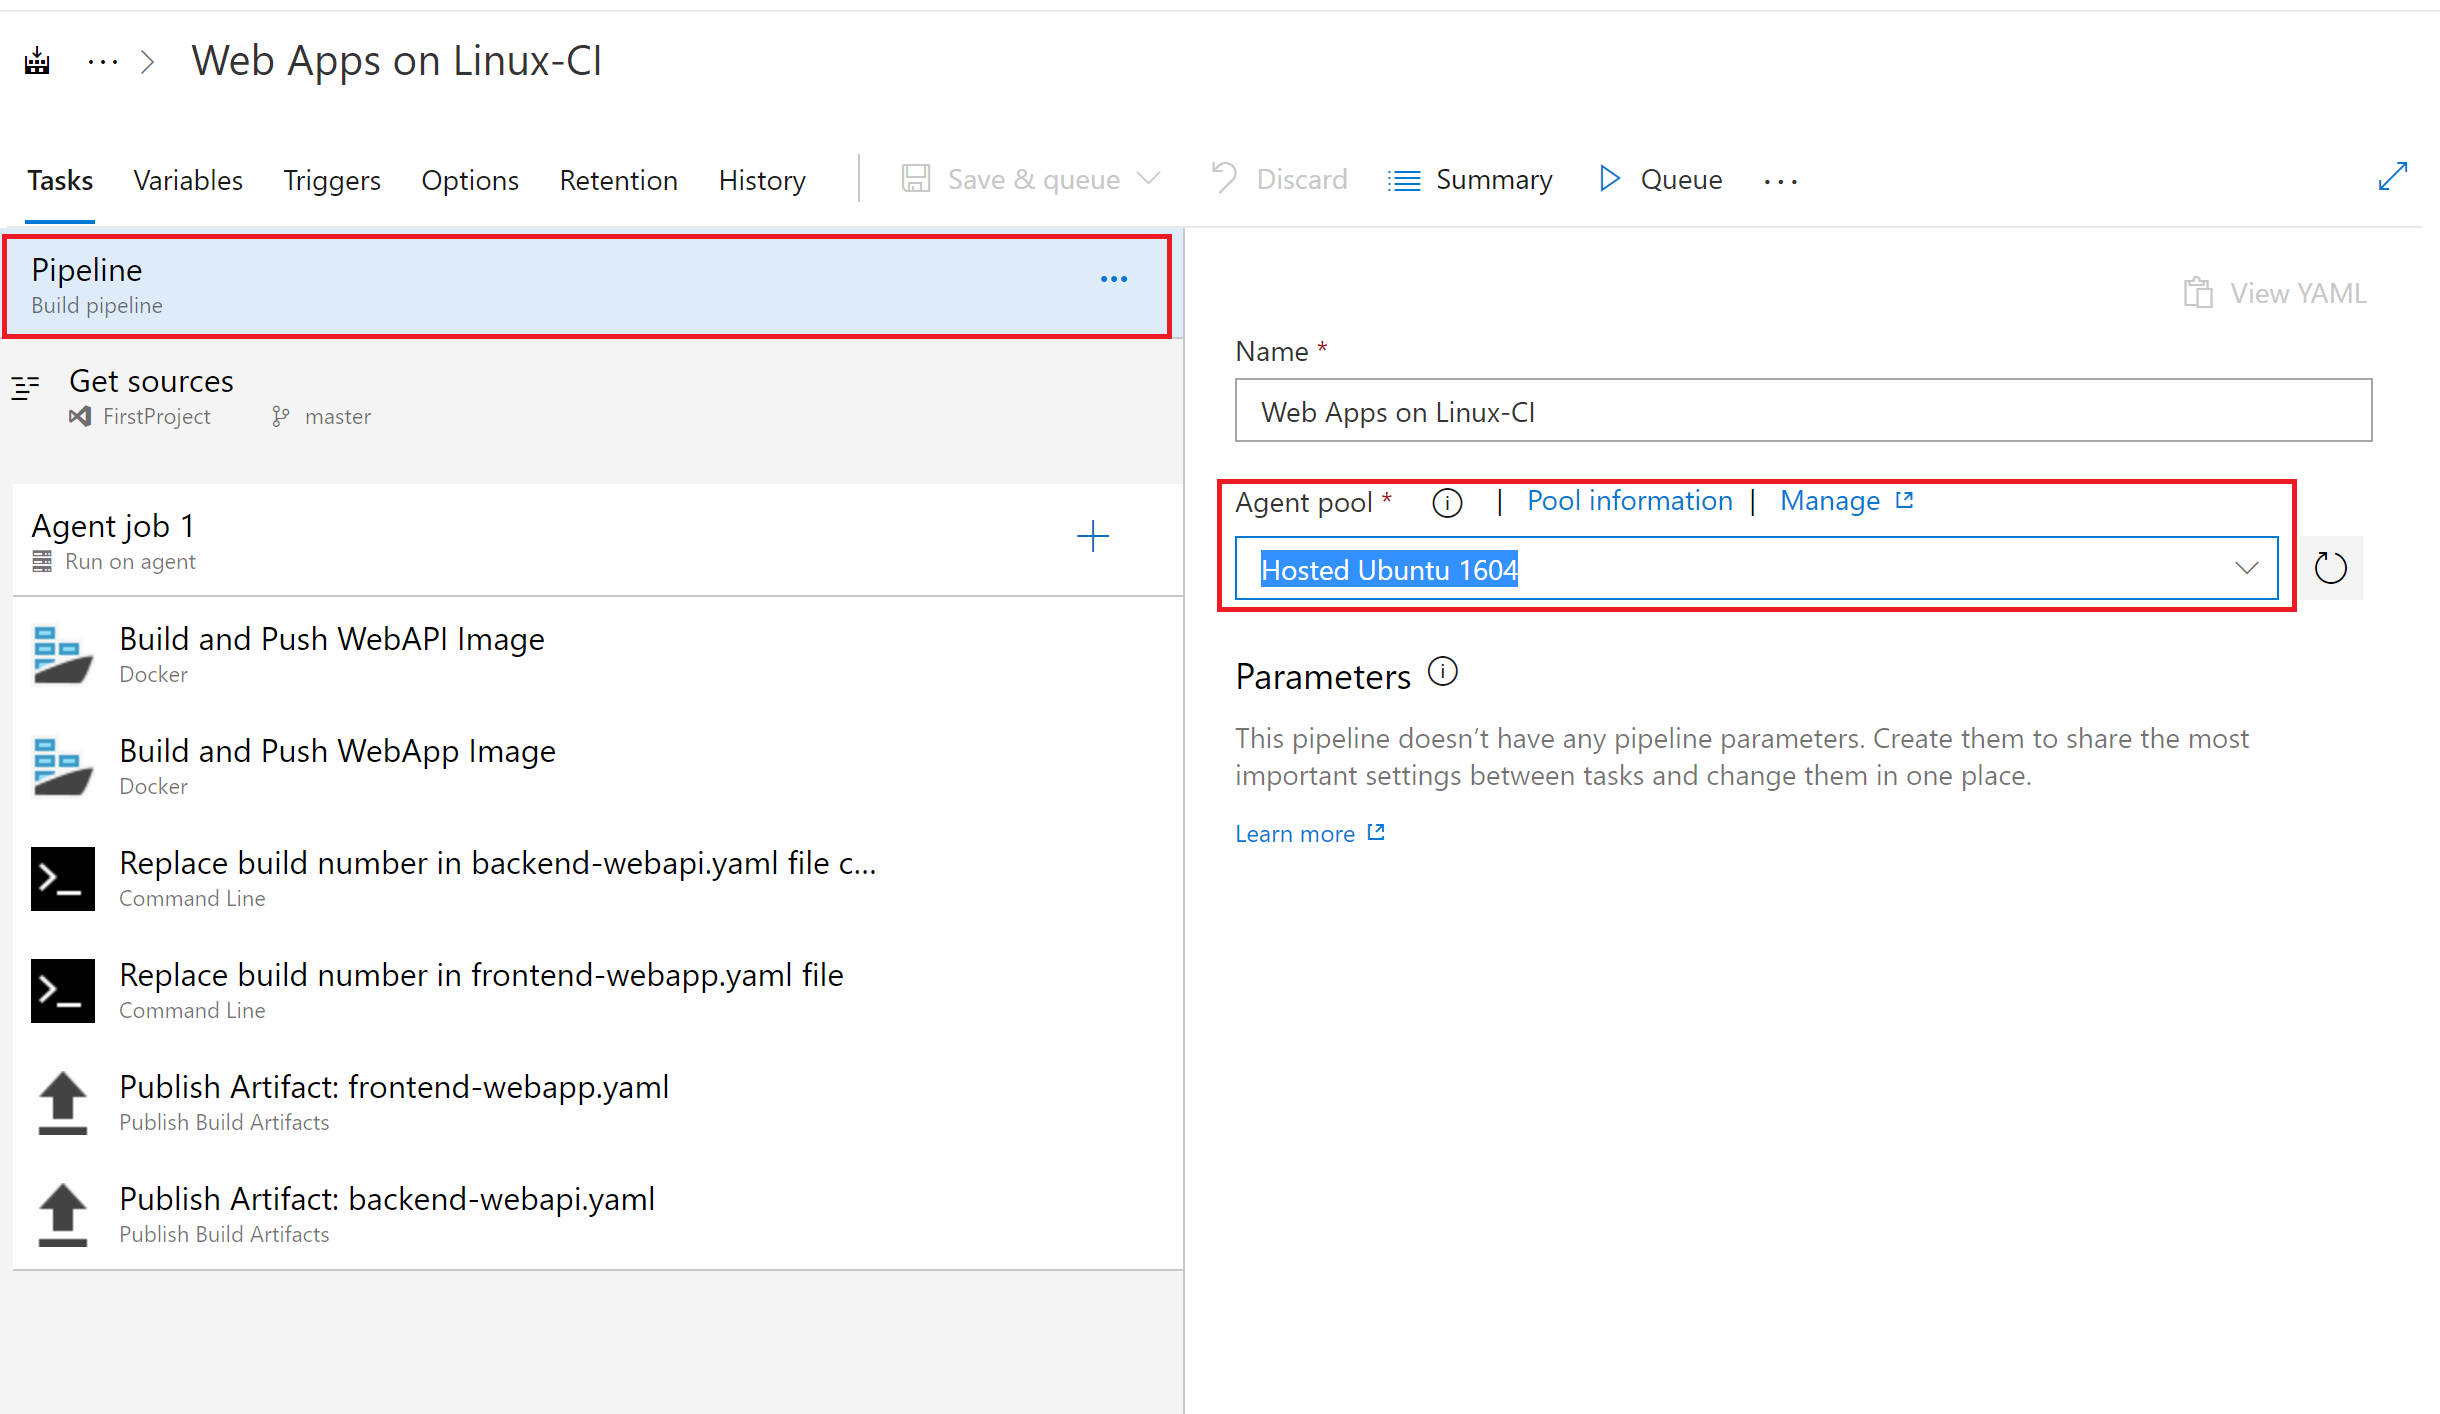 Web Apps on Linux-CI
Tasks Variables Triggers Options Retention History Save & queue Discard Summary Queue
Pipeline
Build pipeline
Get sources
FirstProject master
Agent job 1
Run on agent
Build and Push WebAPI Image
Docker
Build and Push WebApp Image
Docker
Replace build number in backend-webapi.yaml file c...
Command Line
Replace build number in frontend-webapp.yaml file
Command Line
Publish Artifact: frontend-webapp.yaml
Publish Build Artifacts
Publish Artifact: backend-webapi.yaml
Publish Build Artifacts
View YAML
Name *
Web Apps on Linux-CI
Agent pool * | Pool information | Manage
Hosted Ubuntu 1604
Parameters
This pipeline doesn’t have any pipeline parameters. Create them to share the most
important settings between tasks and change them in one place.
Learn more